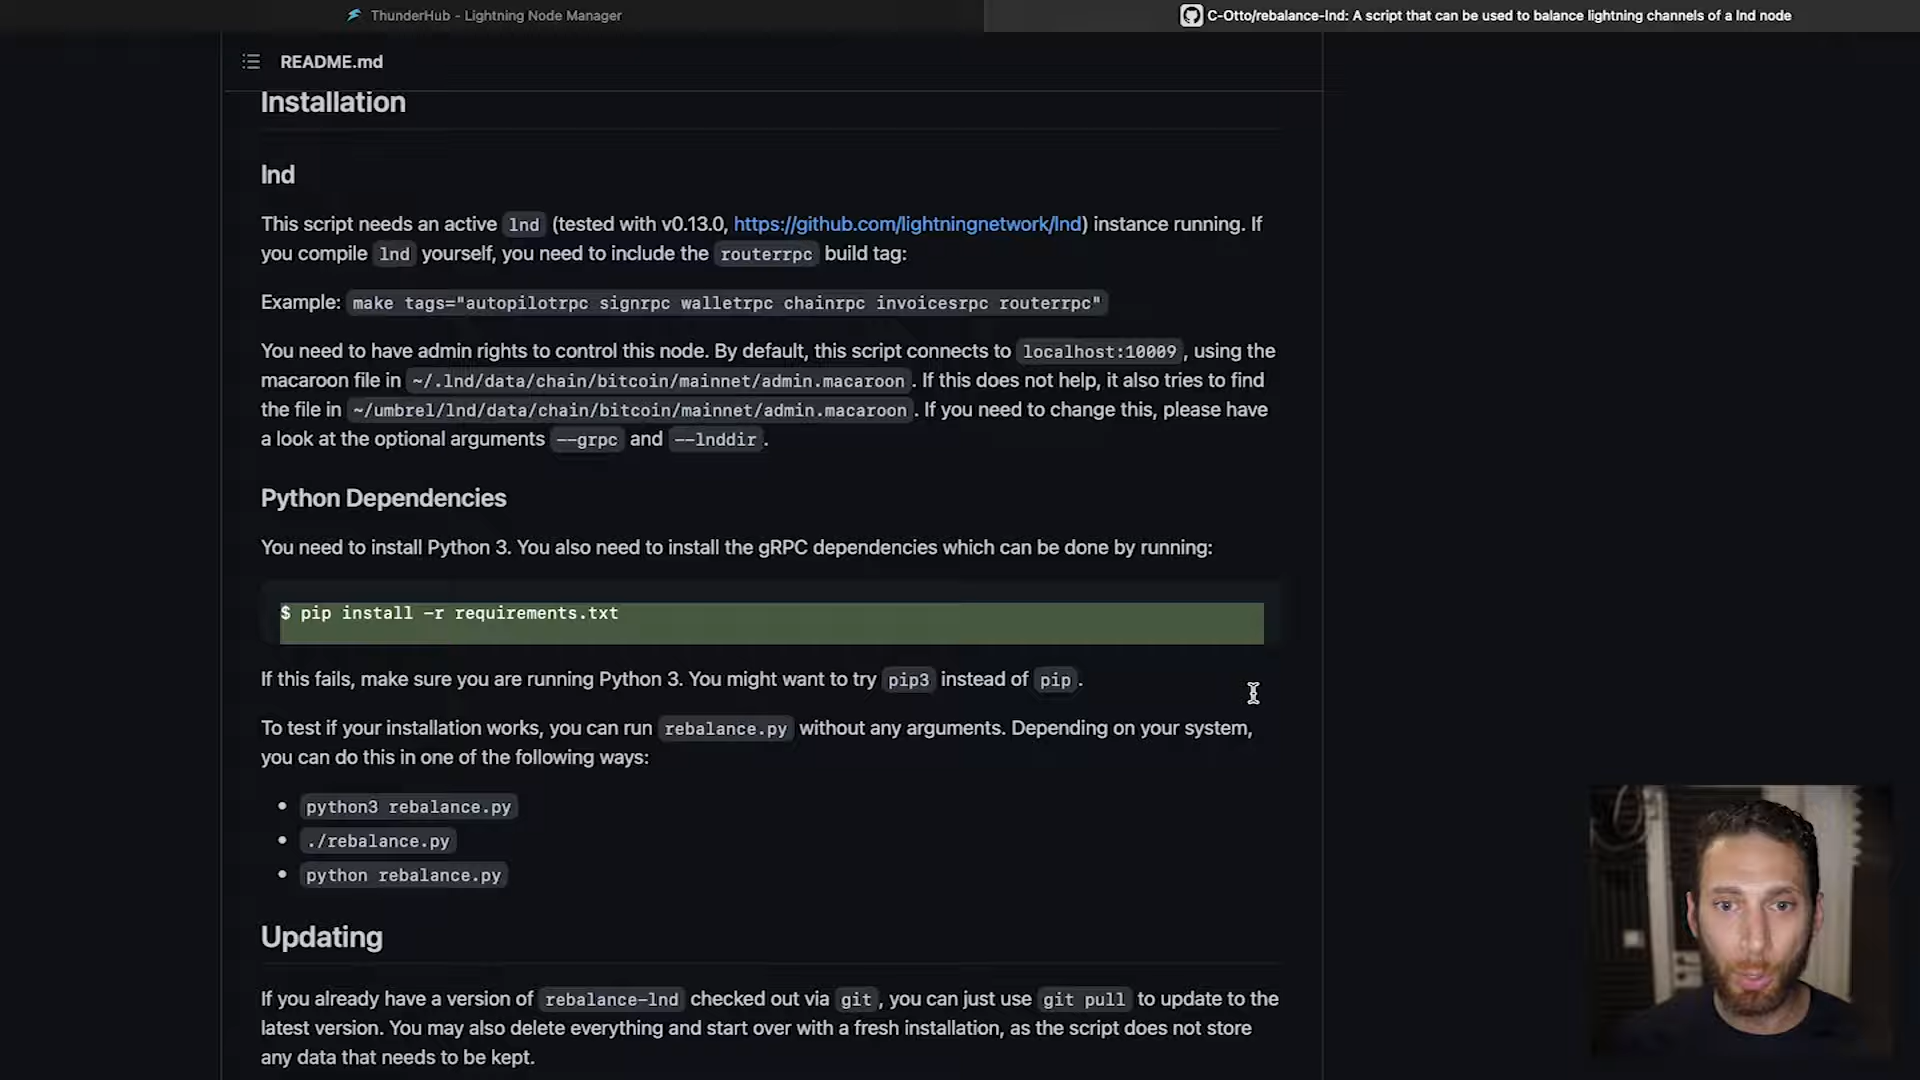 ThunderHub - Lightning Node Manager
C-Otto/rebalance-lnd: A script that can be used to balance lightning channels of a lnd node
README.md
Installation
lnd
This script needs an active lnd (tested with v0.13.0, https://github.com/lightningnetwork/lnd) instance running. If
you compile lnd yourself, you need to include the routerrpc build tag:
Example: make tags="autopilotrpc signrpc walletrpc chainrpc invoicesrpc routerrpc"
You need to have admin rights to control this node. By default, this script connects to localhost:10009, using the
macaroon file in ~/.lnd/data/chain/bitcoin/mainnet/admin.macaroon. If this does not help, it also tries to find
the file in ~/umbrel/lnd/data/chain/bitcoin/mainnet/admin.macaroon. If you need to change this, please have
a look at the optional arguments --grpc and --lnddir.
Python Dependencies
You need to install Python 3. You also need to install the gRPC dependencies which can be done by running:
$ pip install -r requirements.txt
If this fails, make sure you are running Python 3. You might want to try pip3 instead of pip.
To test if your installation works, you can run rebalance.py without any arguments. Depending on your system,
you can do this in one of the following ways:
• python3 rebalance.py
• ./rebalance.py
• python rebalance.py
Updating
If you already have a version of rebalance-lnd checked out via git, you can just use git pull to update to the
latest version. You may also delete everything and start over with a fresh installation, as the script does not store
any data that needs to be kept.